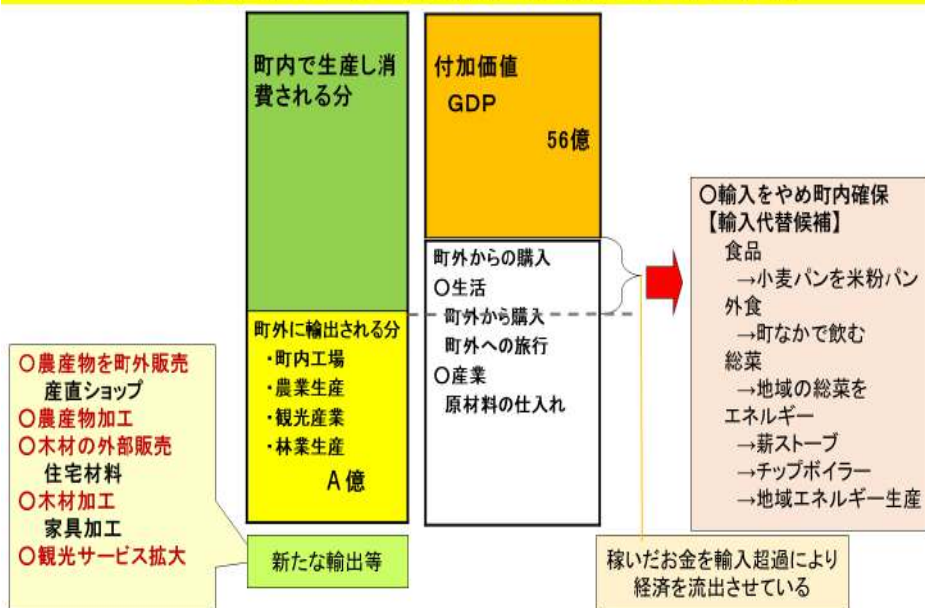 町内で生産し消
費される分
付加価値
GDP
56億
町外に輸出される分
・町内工場
・農業生産
・観光産業
・林業生産
A億
町外からの購入
〇生活
町外から購入
町外への旅行
〇産業
原材料の仕入れ
〇輸入をやめ町内確保
【輸入代替候補】
食品
→小麦パンを米粉パン
外食
→町なかで飲む
総菜
→地域の総菜を
エネルギー
→薪ストーブ
→チップボイラー
→地域エネルギー生産
〇農産物を町外販売
産直ショップ
〇農産物加工
〇木材の外部販売
住宅材料
〇木材加工
家具加工
〇観光サービス拡大
新たな輸出等
稼いだお金を輸入超過により
経済を流出させている